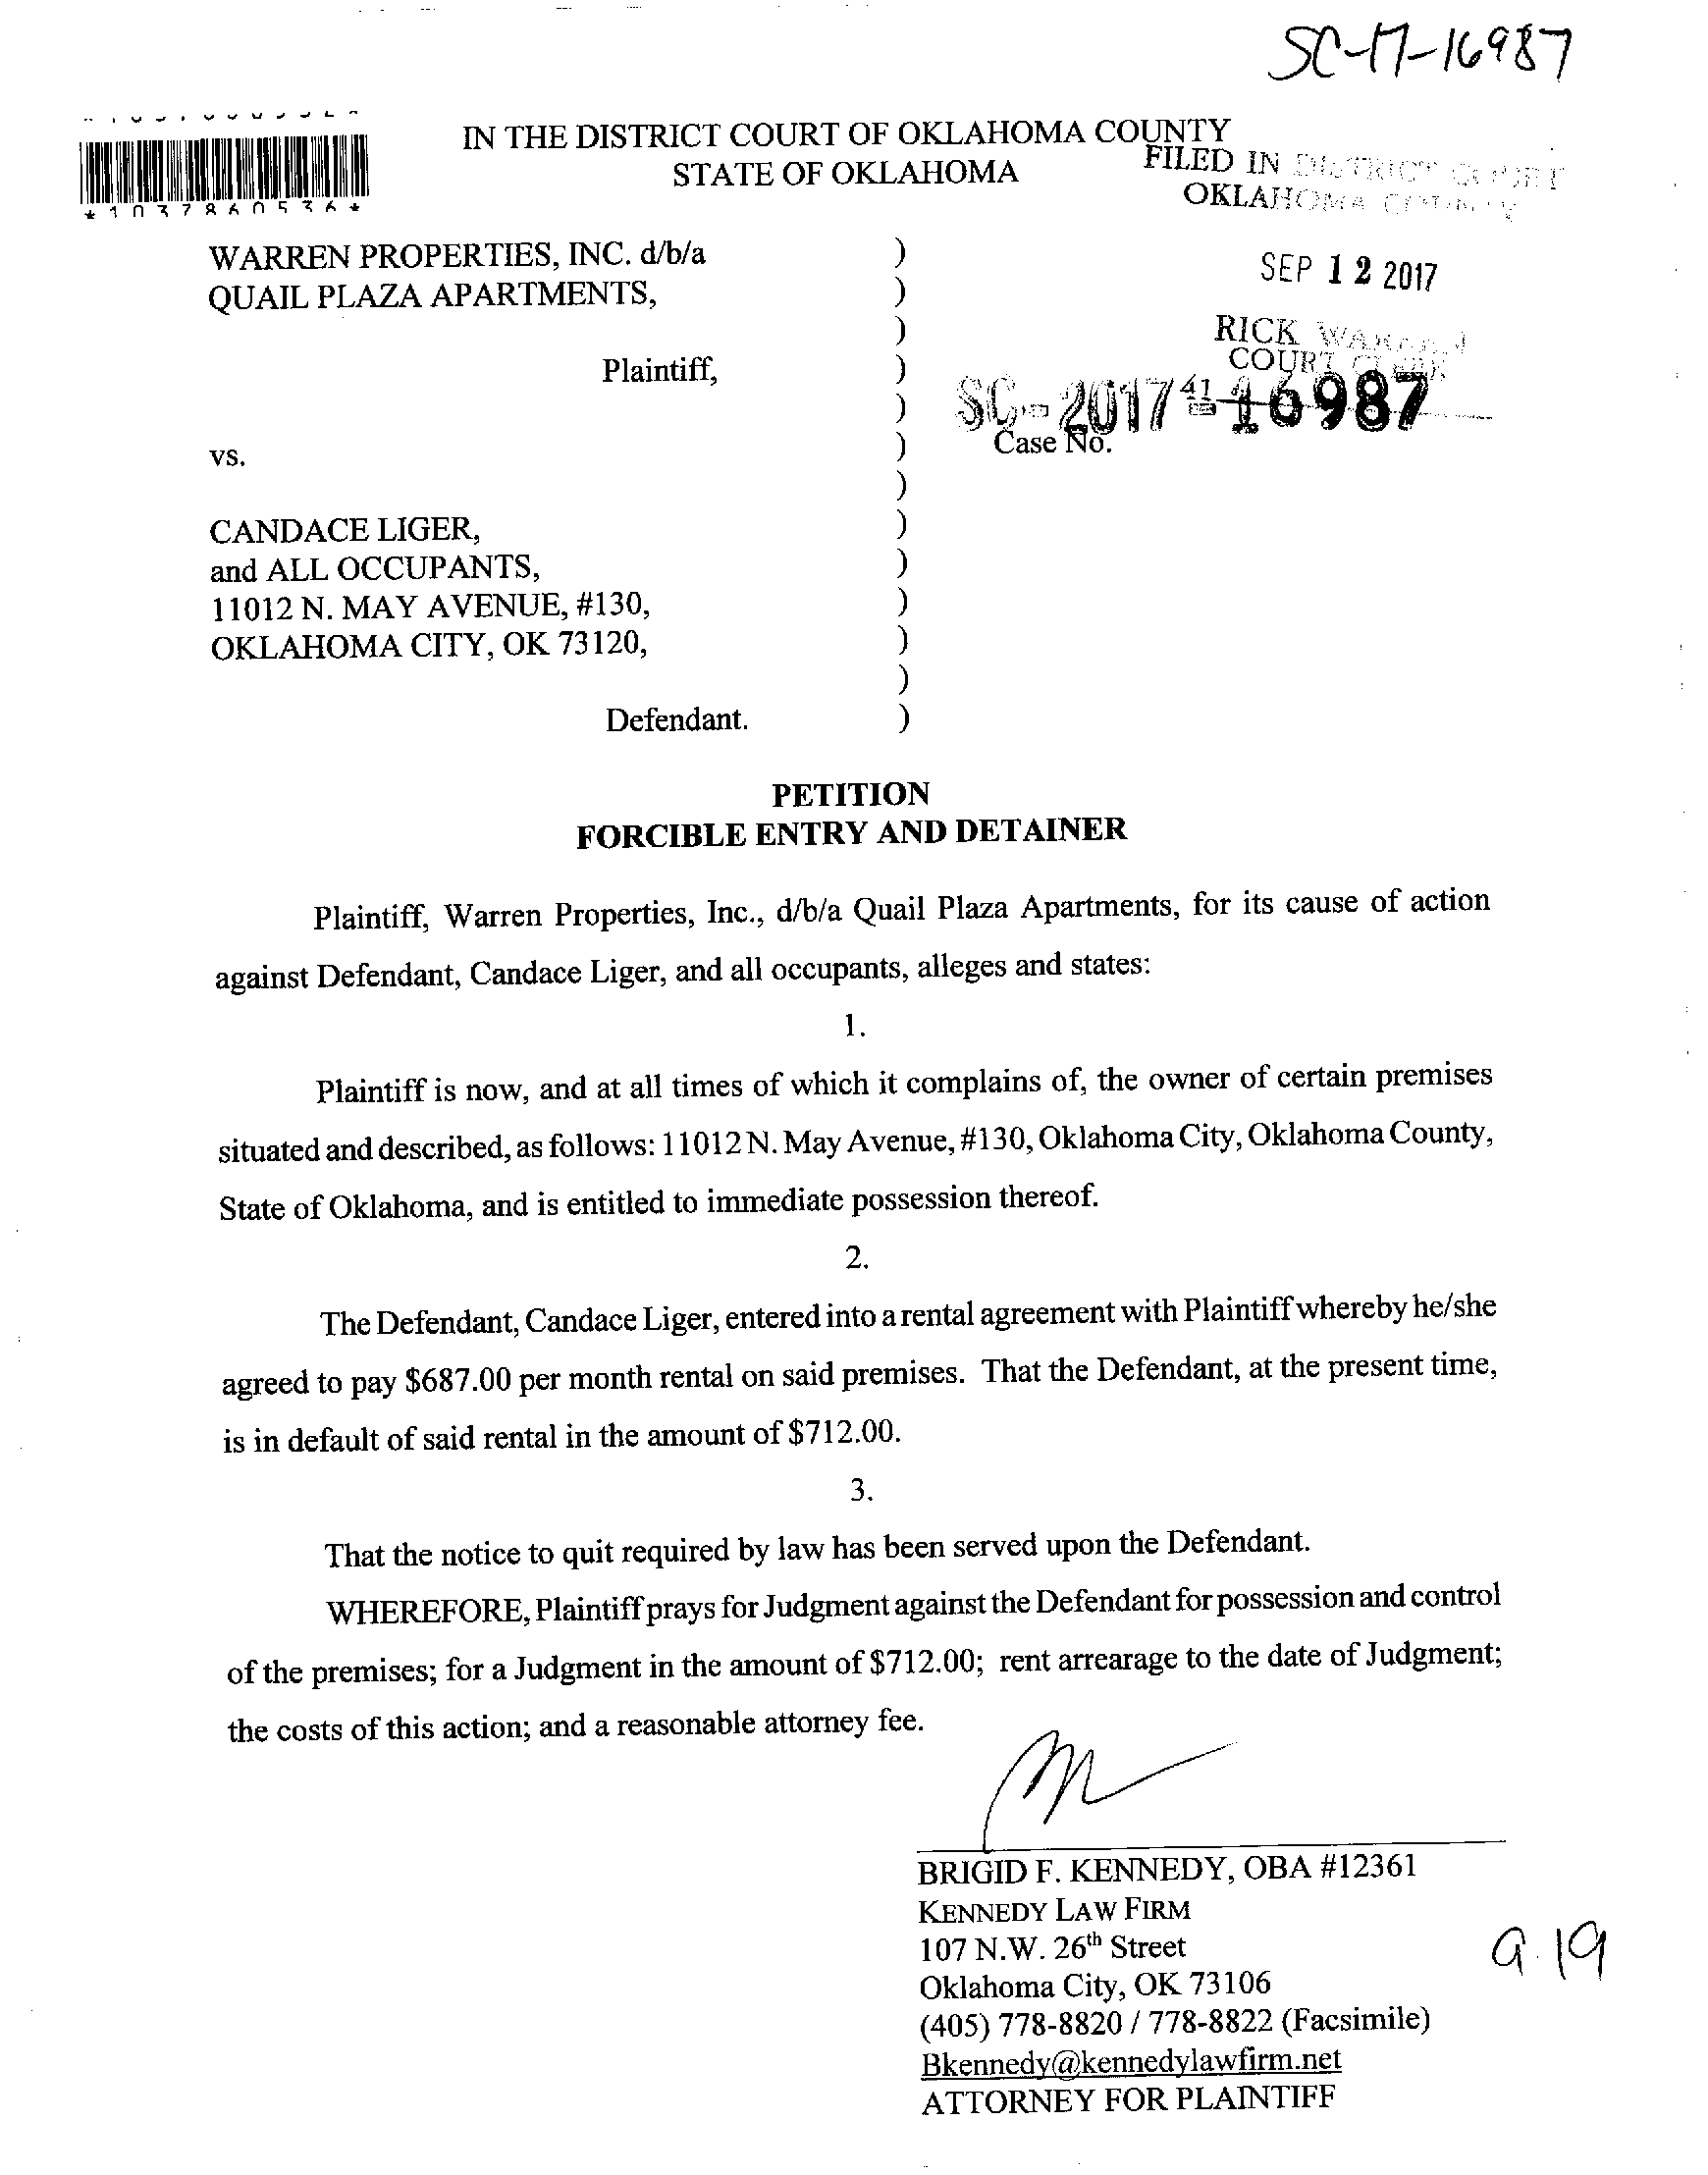 SC-17-16987
IN THE DISTRICT COURT OF OKLAHOMA COUNTY
STATE OF OKLAHOMA
FILED IN DISTRICT COURT
OKLAHOMA COUNTY
*1037860536*
WARREN PROPERTIES, INC. d/b/a )
QUAIL PLAZA APARTMENTS, )
)
SEP 12 2017
RICK WARREN
COURT CLERK
Plaintiff, )
41
)
SC-2017-16987
Case No.
vs. )
)
CANDACE LIGER, )
and ALL OCCUPANTS, )
11012 N. MAY AVENUE, #130, )
OKLAHOMA CITY, OK 73120, )
)
Defendant. )
PETITION
FORCIBLE ENTRY AND DETAINER
Plaintiff, Warren Properties, Inc., d/b/a Quail Plaza Apartments, for its cause of action
against Defendant, Candace Liger, and all occupants, alleges and states:
1.
Plaintiff is now, and at all times of which it complains of, the owner of certain premises
situated and described, as follows: 11012 N. May Avenue, #130, Oklahoma City, Oklahoma County,
State of Oklahoma, and is entitled to immediate possession thereof.
2.
The Defendant, Candace Liger, entered into a rental agreement with Plaintiff whereby he/she
agreed to pay $687.00 per month rental on said premises. That the Defendant, at the present time,
is in default of said rental in the amount of $712.00.
3.
That the notice to quit required by law has been served upon the Defendant.
WHEREFORE, Plaintiff prays for Judgment against the Defendant for possession and control
of the premises; for a Judgment in the amount of $712.00; rent arrearage to the date of Judgment;
the costs of this action; and a reasonable attorney fee.
BRIGID F. KENNEDY, OBA #12361
KENNEDY LAW FIRM
107 N.W. 26th Street
Oklahoma City, OK 73106
(405) 778-8820 / 778-8822 (Facsimile)
Bkennedy@kennedylawfirm.net
ATTORNEY FOR PLAINTIFF
9.19